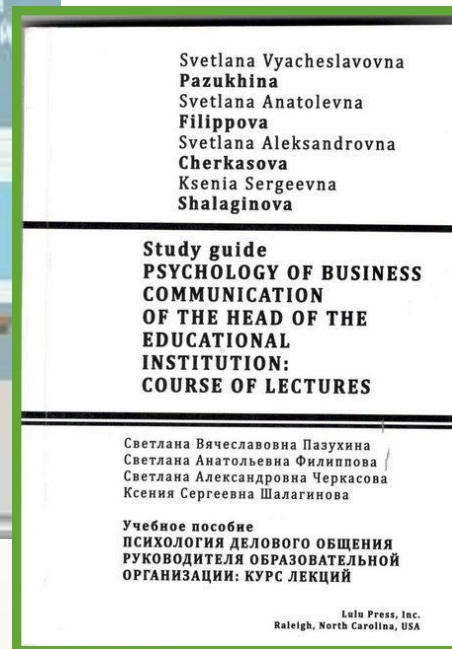 Svetlana Vyacheslavovna
Pazukhina
Svetlana Anatolevna
Filippova
Svetlana Aleksandrovna
Cherkasova
Ksenia Sergeevna
Shalaginova
Study guide
PSYCHOLOGY OF BUSINESS
COMMUNICATION
OF THE HEAD OF THE
EDUCATIONAL
INSTITUTION:
COURSE OF LECTURES
Светлана Вячеславовна Пазухина
Светлана Анатольевна Филиппова
Светлана Александровна Черкасова
Ксения Сергеевна Шалагинова
Учебное пособие
ПСИХОЛОГИЯ ДЕЛОВОГО ОБЩЕНИЯ
РУКОВОДИТЕЛЯ ОБРАЗОВАТЕЛЬНОЙ
ОРГАНИЗАЦИИ: КУРС ЛЕКЦИЙ
Lulu Press, Inc.
Raleigh, North Carolina, USA